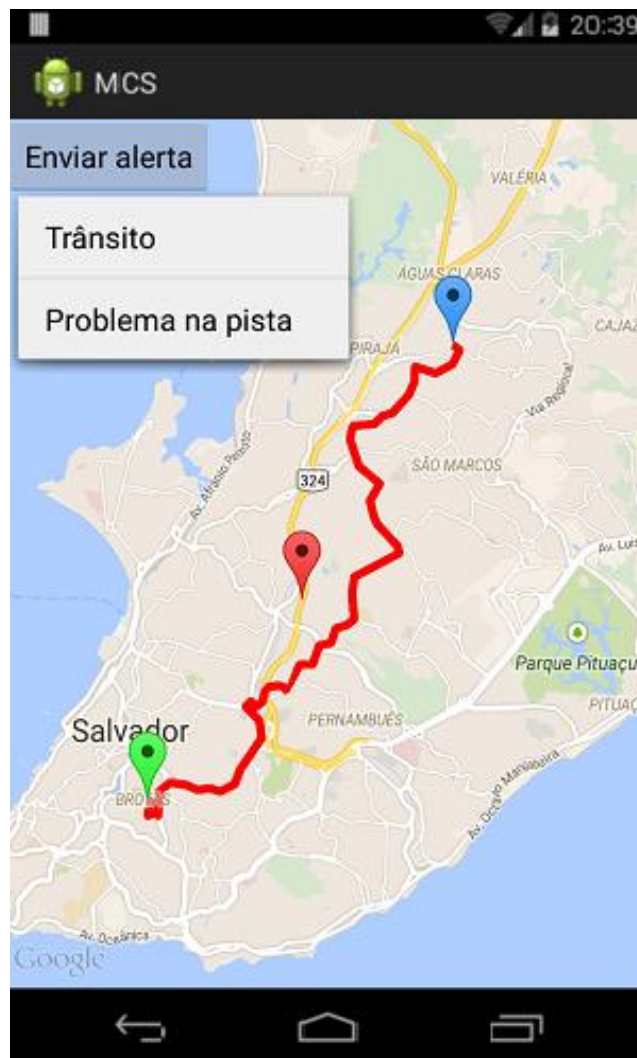 20:39
MCS
Enviar alerta
Trânsito
Problema na pista
VALÉRIA
ÁGUAS CLARAS
PIRAJÁ
CAJAZ
Via Regional
SÃO MARCOS
Av. Afrânio Peixoto
324
Av. Luis
Parque Pituaçu
PITUAÇ
PERNAMBUÉS
Salvador
BROTAS
Av. Octávio Mangabeira
Av. Oceânica
Google